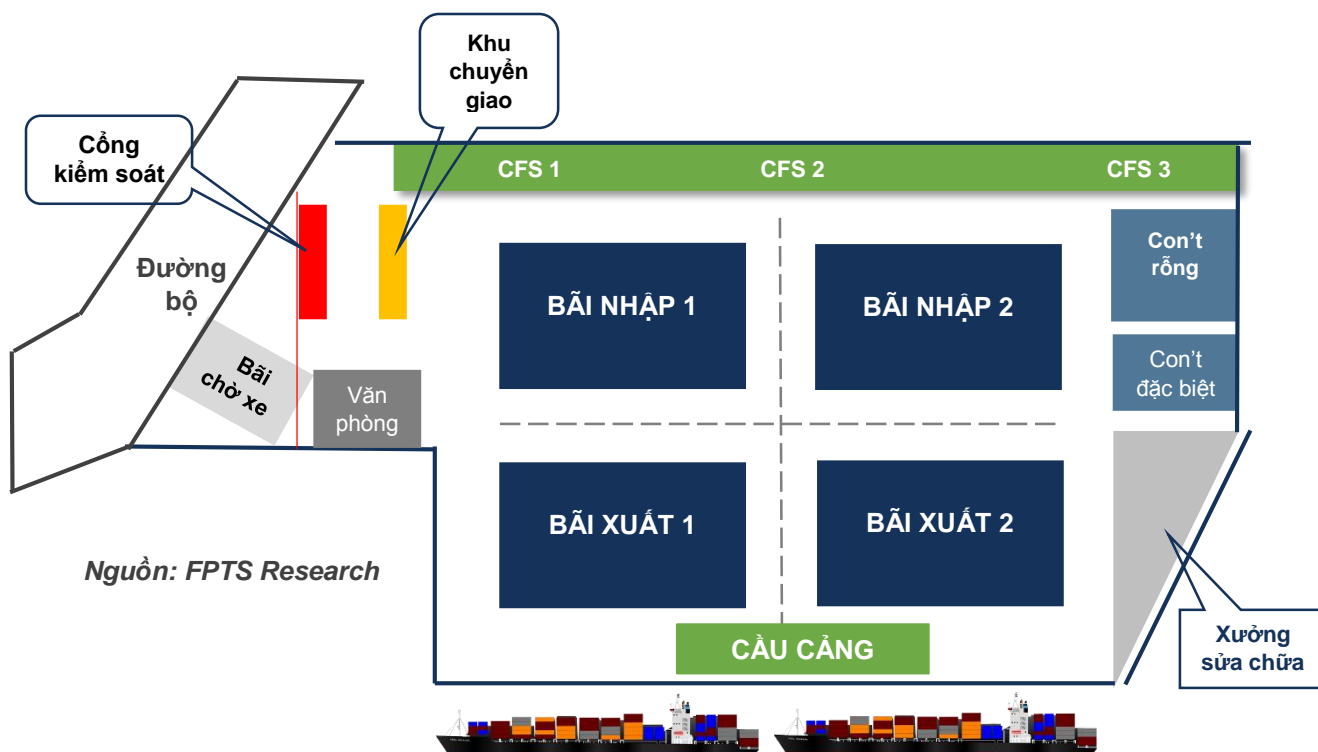 Khu
chuyển
giao
Cổng
kiểm soát
CFS 1
CFS 2
CFS 3
Đường
bộ
Con't
rỗng
BÃI NHẬP 1
BÃI NHẬP 2
Bãi
chờ xe
Văn
phòng
Con't
đặc biệt
BÃI XUẤT 1
BÃI XUẤT 2
Nguồn: FPTS Research
CẦU CẢNG
Xưởng
sửa chữa